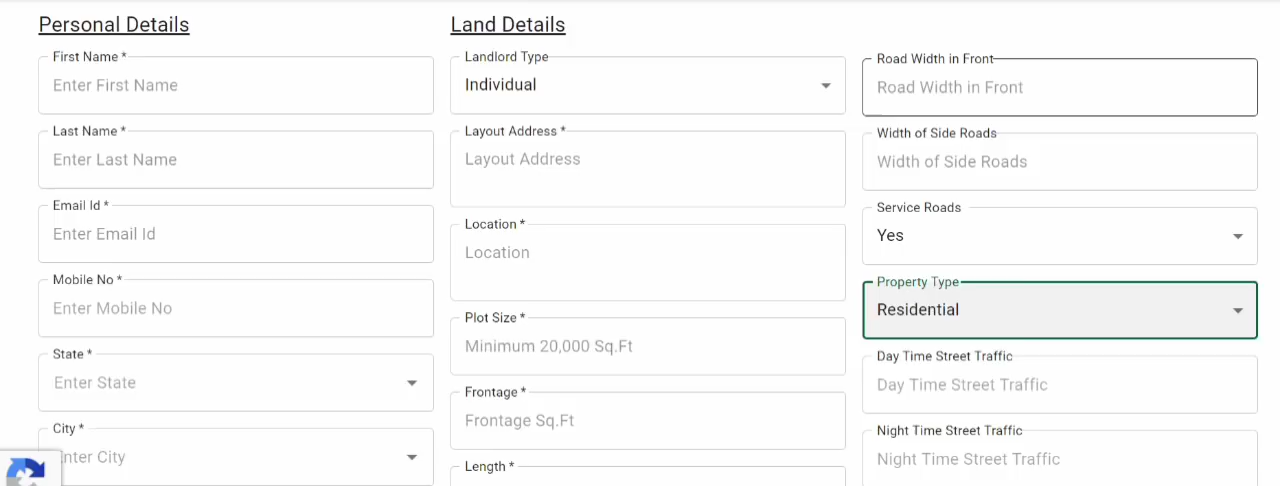 Personal Details
First Name *
Enter First Name
Last Name *
Enter Last Name
Email Id *
Enter Email Id
Mobile No *
Enter Mobile No
State *
Enter State
City *
nter City
Land Details
Landlord Type
Individual
Layout Address *
Layout Address
Location *
Location
Plot Size *
Minimum 20,000 Sq.Ft
Frontage *
Frontage Sq.Ft
Length *
Road Width in Front
Road Width in Front
Width of Side Roads
Width of Side Roads
Service Roads
Yes
Property Type
Residential
Day Time Street Traffic
Day Time Street Traffic
Night Time Street Traffic
Night Time Street Traffic